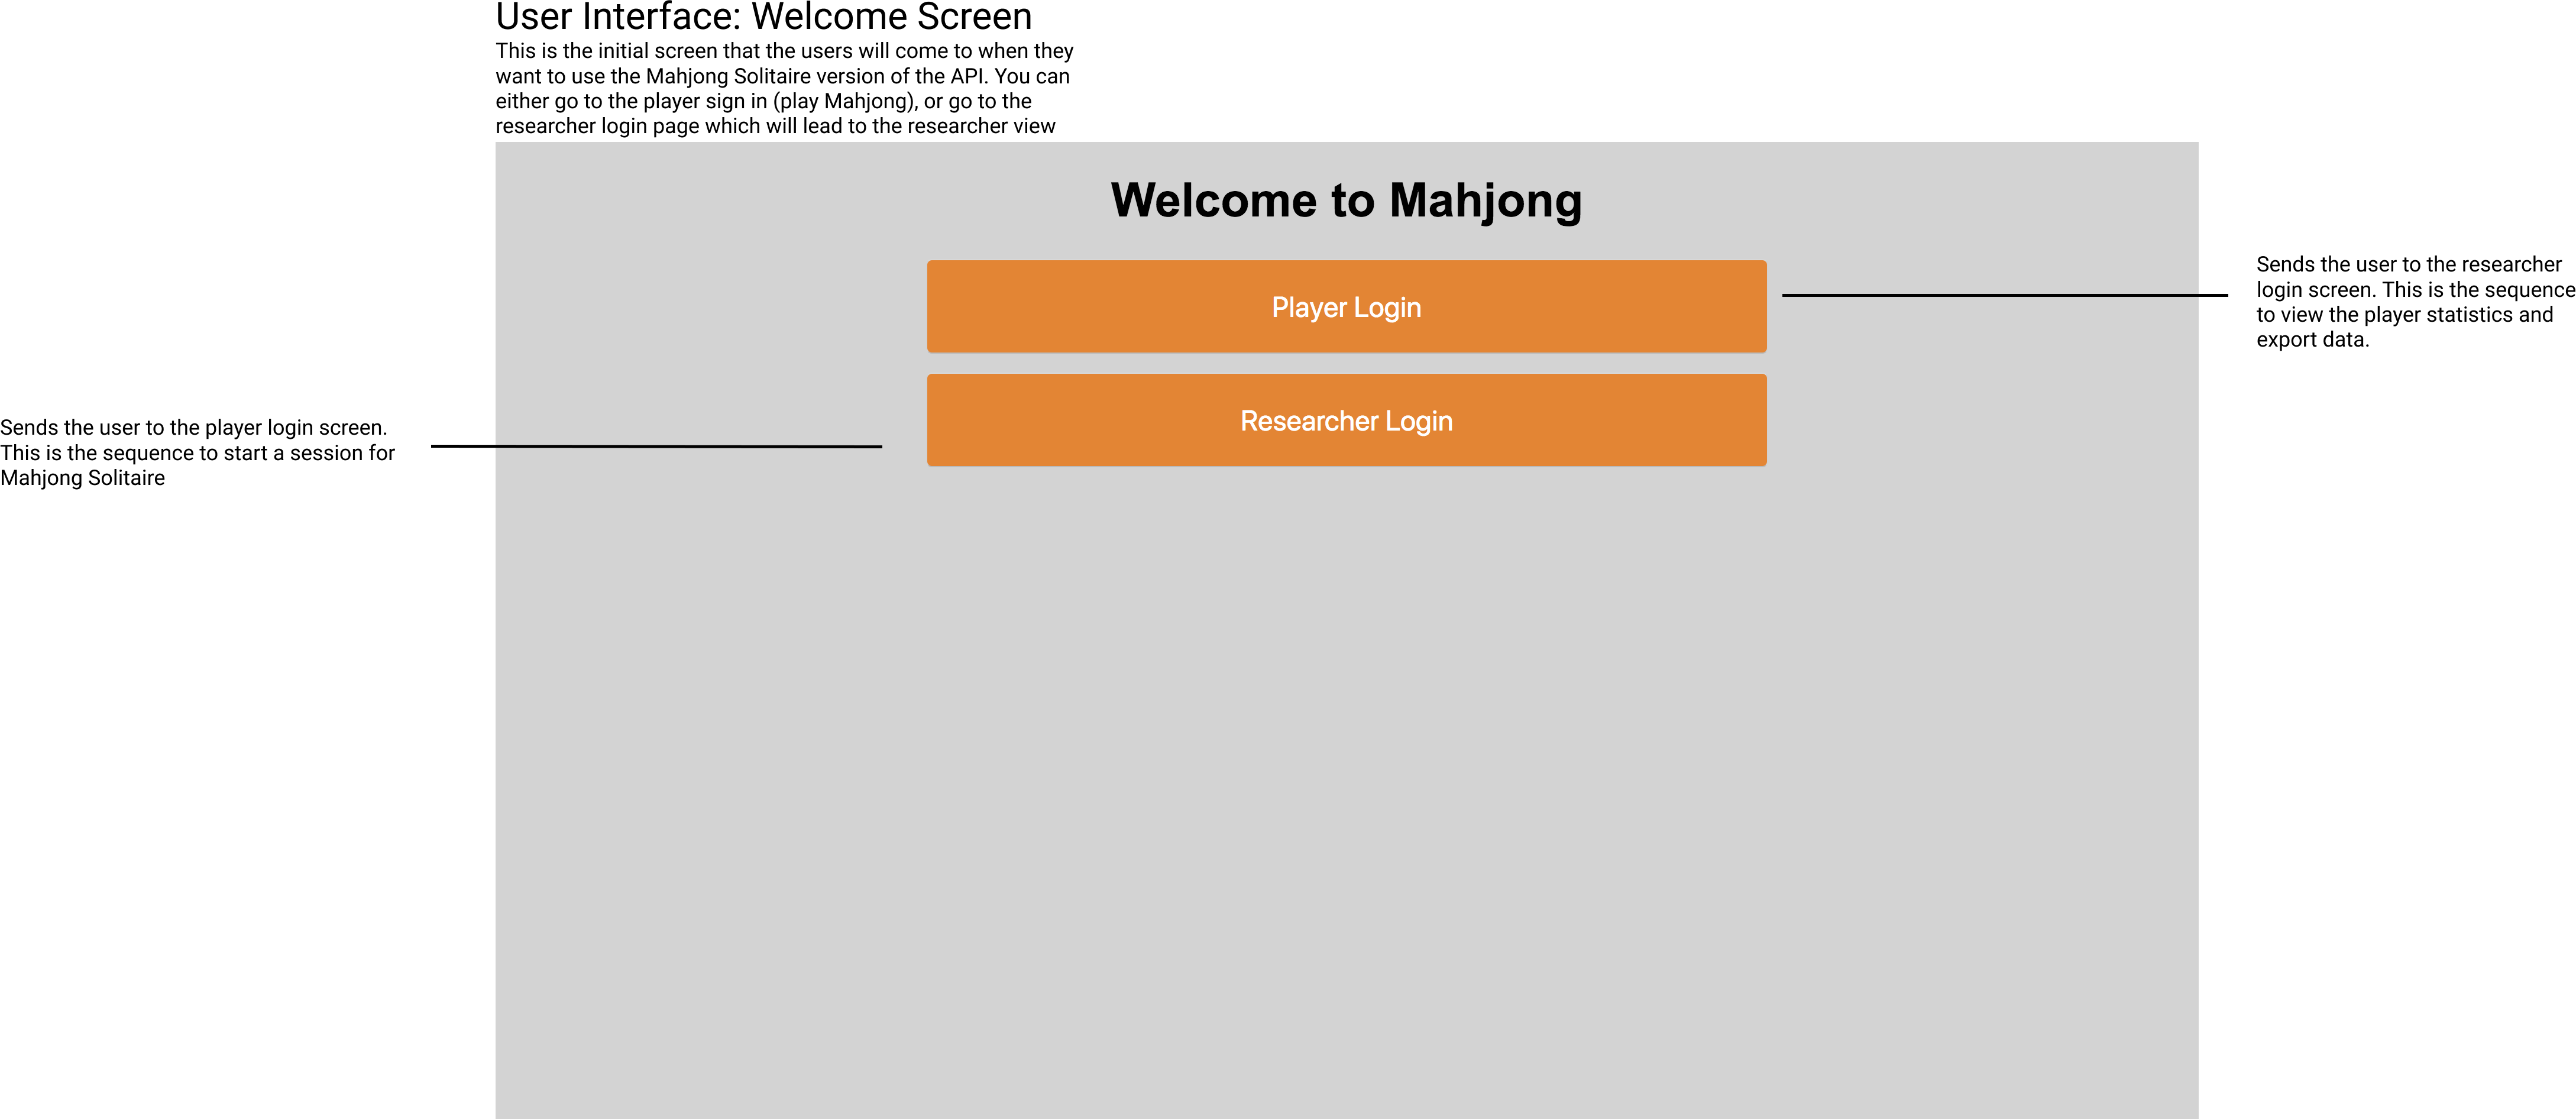 User Interface: Welcome Screen
This is the initial screen that the users will come to when they
want to use the Mahjong Solitaire version of the API. You can
either go to the player sign in (play Mahjong), or go to the
researcher login page which will lead to the researcher view
Welcome to Mahjong
Player Login
Sends the user to the researcher
login screen. This is the sequence
to view the player statistics and
export data.
Researcher Login
Sends the user to the player login screen.
This is the sequence to start a session for
Mahjong Solitaire